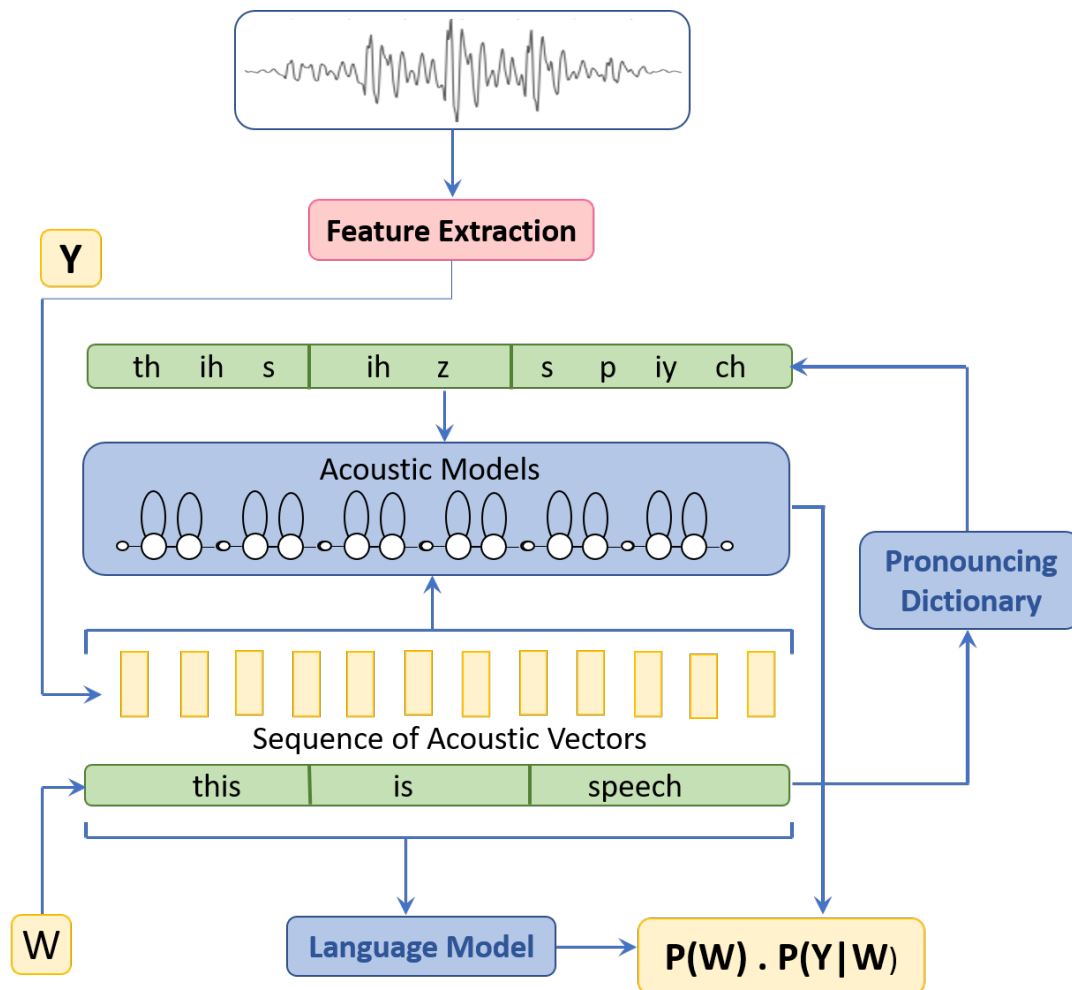 Feature Extraction
Y
th ih s ih z s p iy ch
Acoustic Models
Pronouncing
Dictionary
Sequence of Acoustic Vectors
this is speech
W
Language Model
P(W) . P(Y|W)